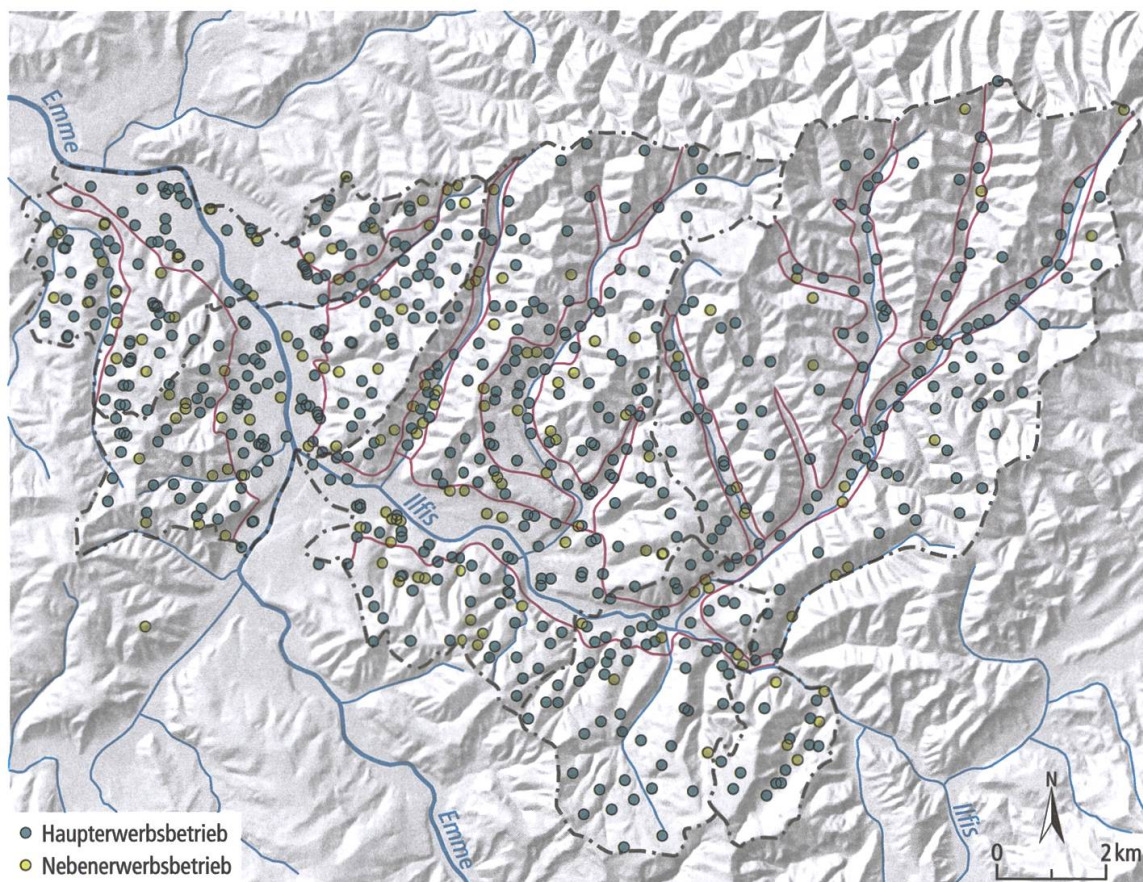 Emme
Ilfis
Emme
Ilfis
N
0 2 km
Haupterwerbsbetrieb
Nebenerwerbsbetrieb